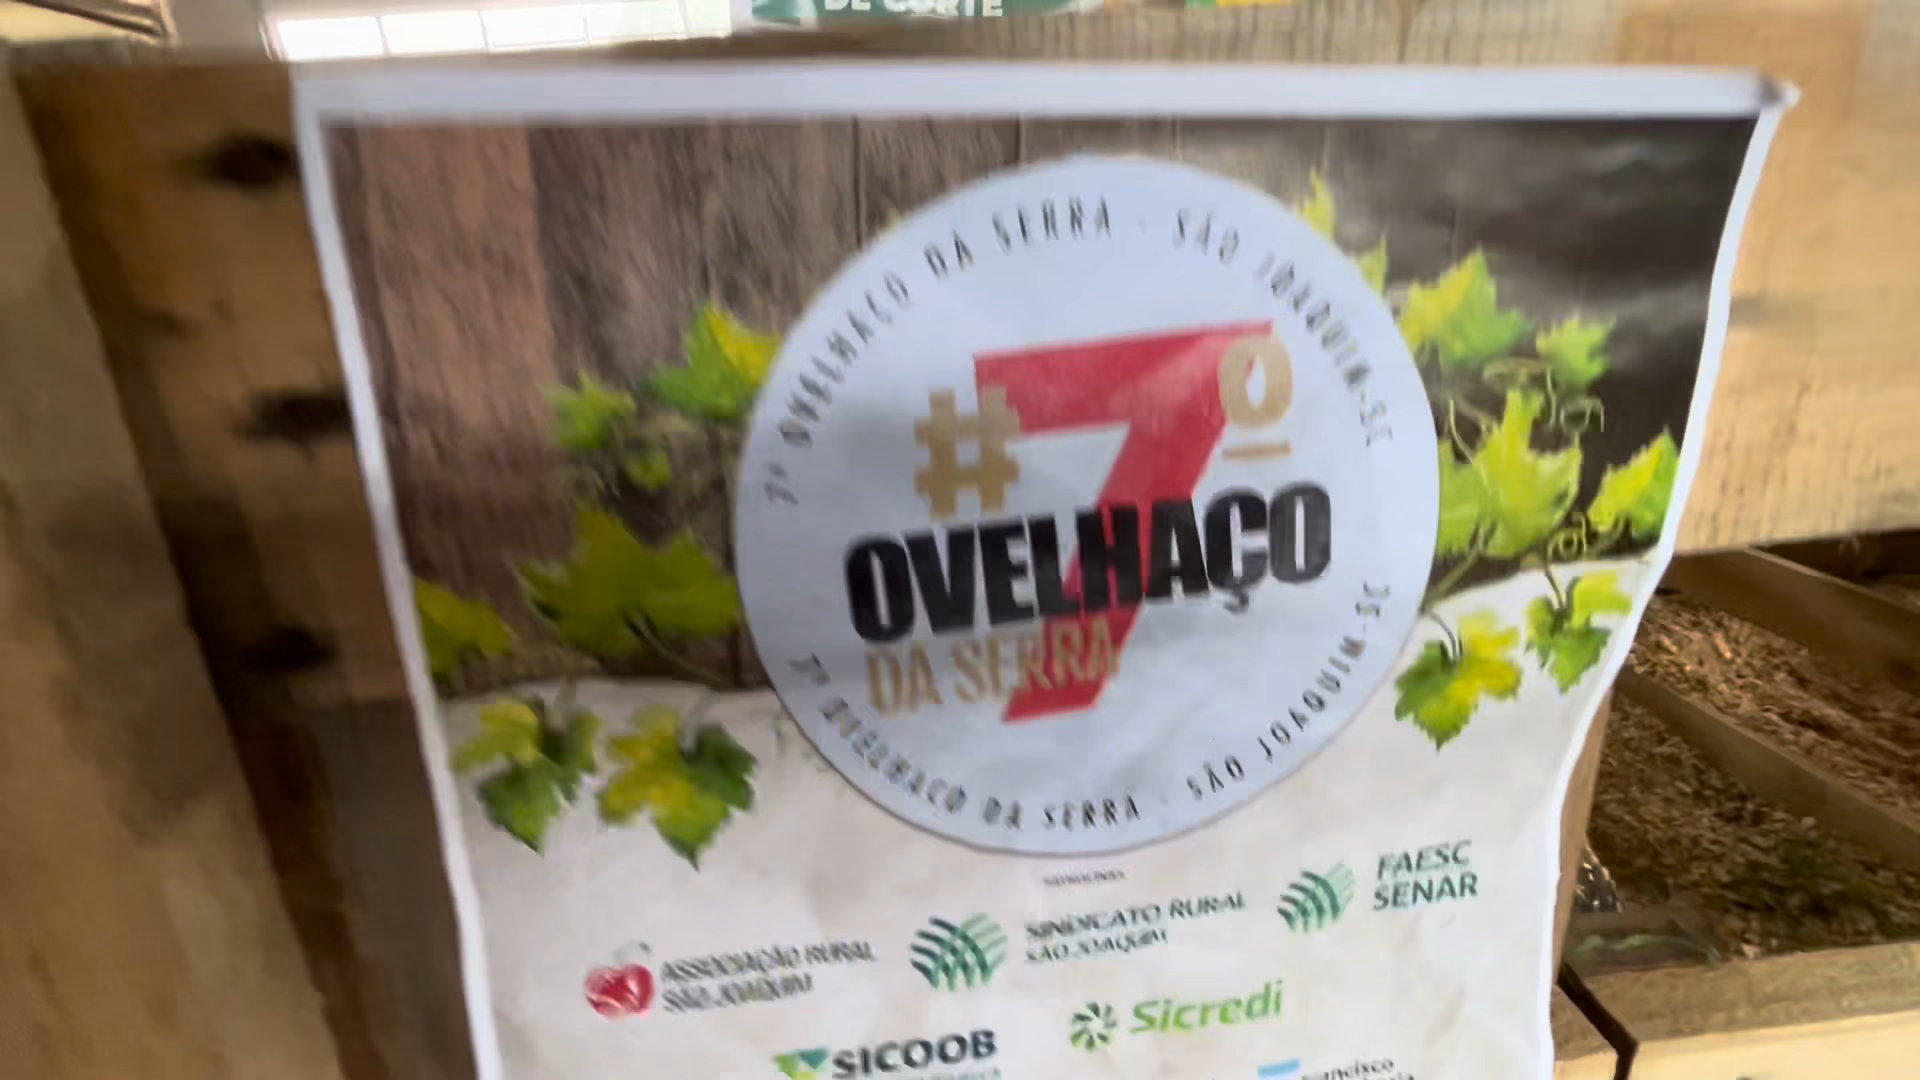 DE CORTE
7º OVELHAÇO DA SERRA - SÃO JOAQUIM-SC
#7º
OVELHAÇO
DA SERRA
7º OVELHAÇO DA SERRA - SÃO JOAQUIM-SC
ASSOCIAÇÃO RURAL
SÃO JOAQUIM
SINDICATO RURAL
SÃO JOAQUIM
FAESC
SENAR
SICOOB
Sicredi